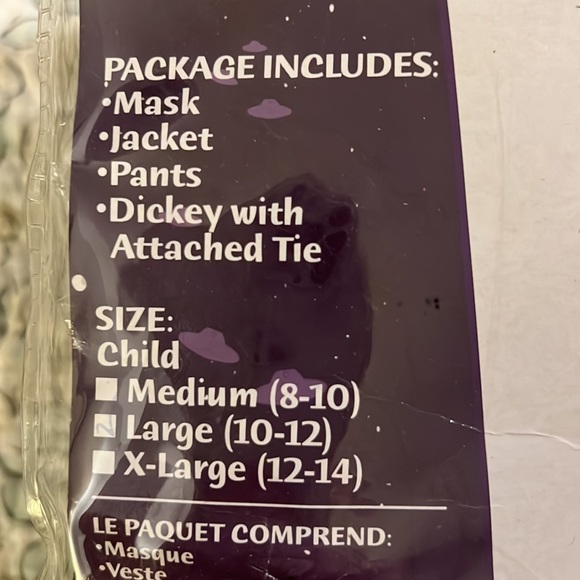 PACKAGE INCLUDES:
•Mask
•Jacket
•Pants
•Dickey with
Attached Tie
SIZE:
Child
Medium (8-10)
Large (10-12)
X-Large (12-14)
LE PAQUET COMPREND:
•Masque
•Veste